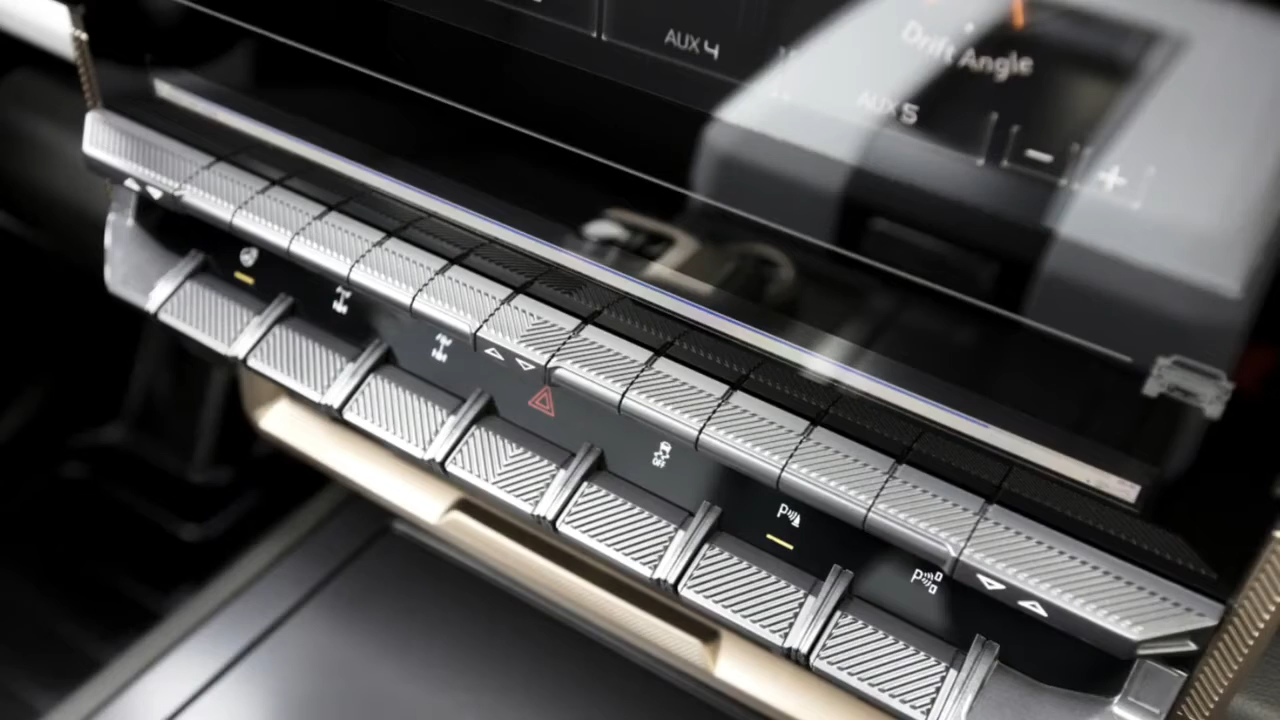 AUX 4
Drift Angle
AUX 5
OFF
P
P